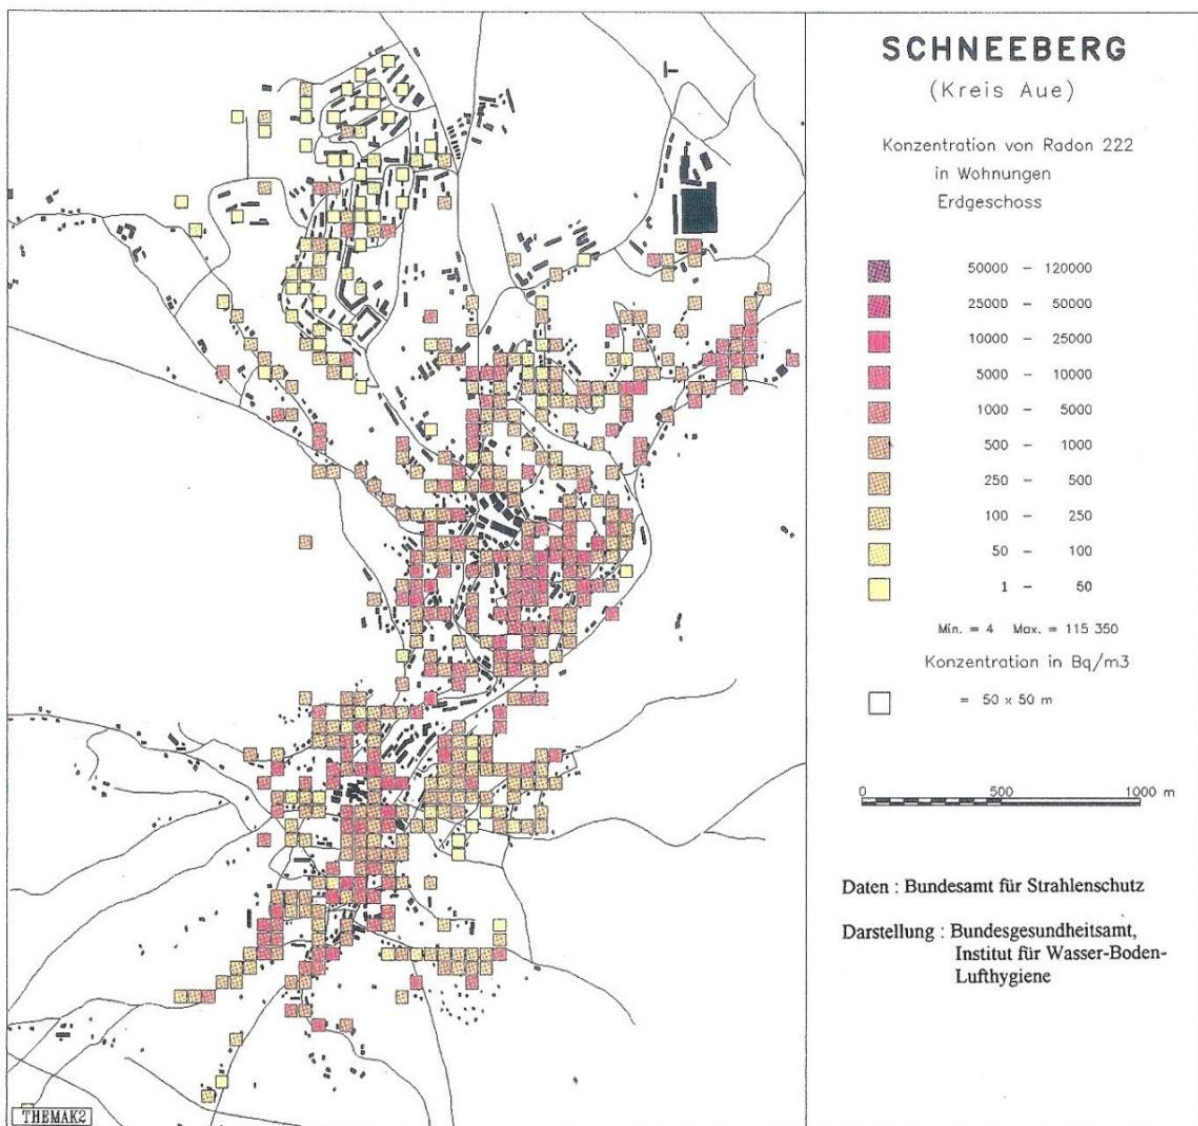 SCHNEEBERG
(Kreis Aue)
Konzentration von Radon 222
in Wohnungen
Erdgeschoss
50000 - 120000
25000 - 50000
10000 - 25000
5000 - 10000
1000 - 5000
500 - 1000
250 - 500
100 - 250
50 - 100
1 - 50
Min. = 4 Max. = 115 350
Konzentration in Bq/m3
= 50 x 50 m
0 500 1000 m
Daten : Bundesamt für Strahlenschutz
Darstellung : Bundesgesundheitsamt,
Institut für Wasser-Boden-
Lufthygiene
THEMAK2